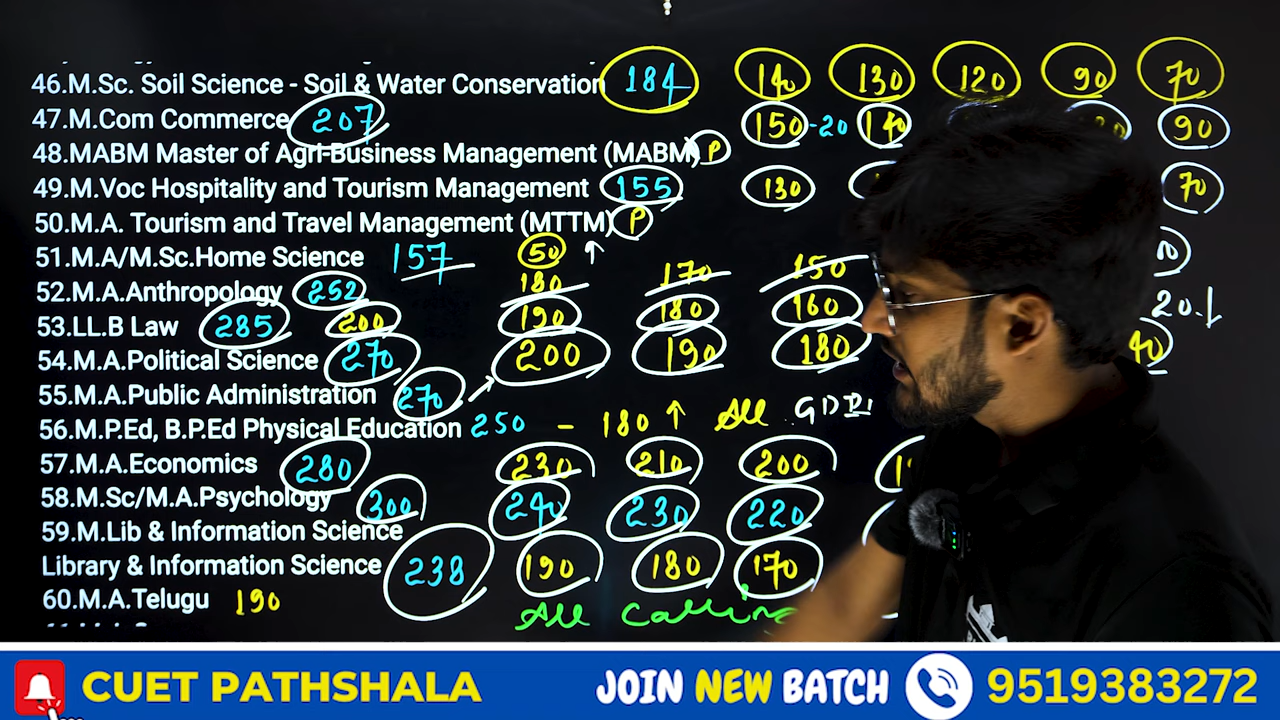 46.M.Sc. Soil Science - Soil & Water Conservation 184 140 130 120 90 70
47.M.Com Commerce 207 150-20 140 90
48.MABM Master of Agri-Business Management (MABM) P
49.M.Voc Hospitality and Tourism Management 155 130 70
50.M.A. Tourism and Travel Management (MTTM) P ↑
51.M.A/M.Sc.Home Science 157 50
52.M.A.Anthropology 252 180 170 150
53.LL.B Law 285 200 190 180 160
54.M.A.Political Science 270 200 190 180 40
55.M.A.Public Administration 270
56.M.P.Ed, B.P.Ed Physical Education 250 - 180 ↑ All
57.M.A.Economics 280 230 210 200
58.M.Sc/M.A.Psychology 300 240 230 220
59.M.Lib & Information Science
Library & Information Science 238 190 180 170
60.M.A.Telugu 190 All
CUET PATHSHALA JOIN NEW BATCH 9519383272